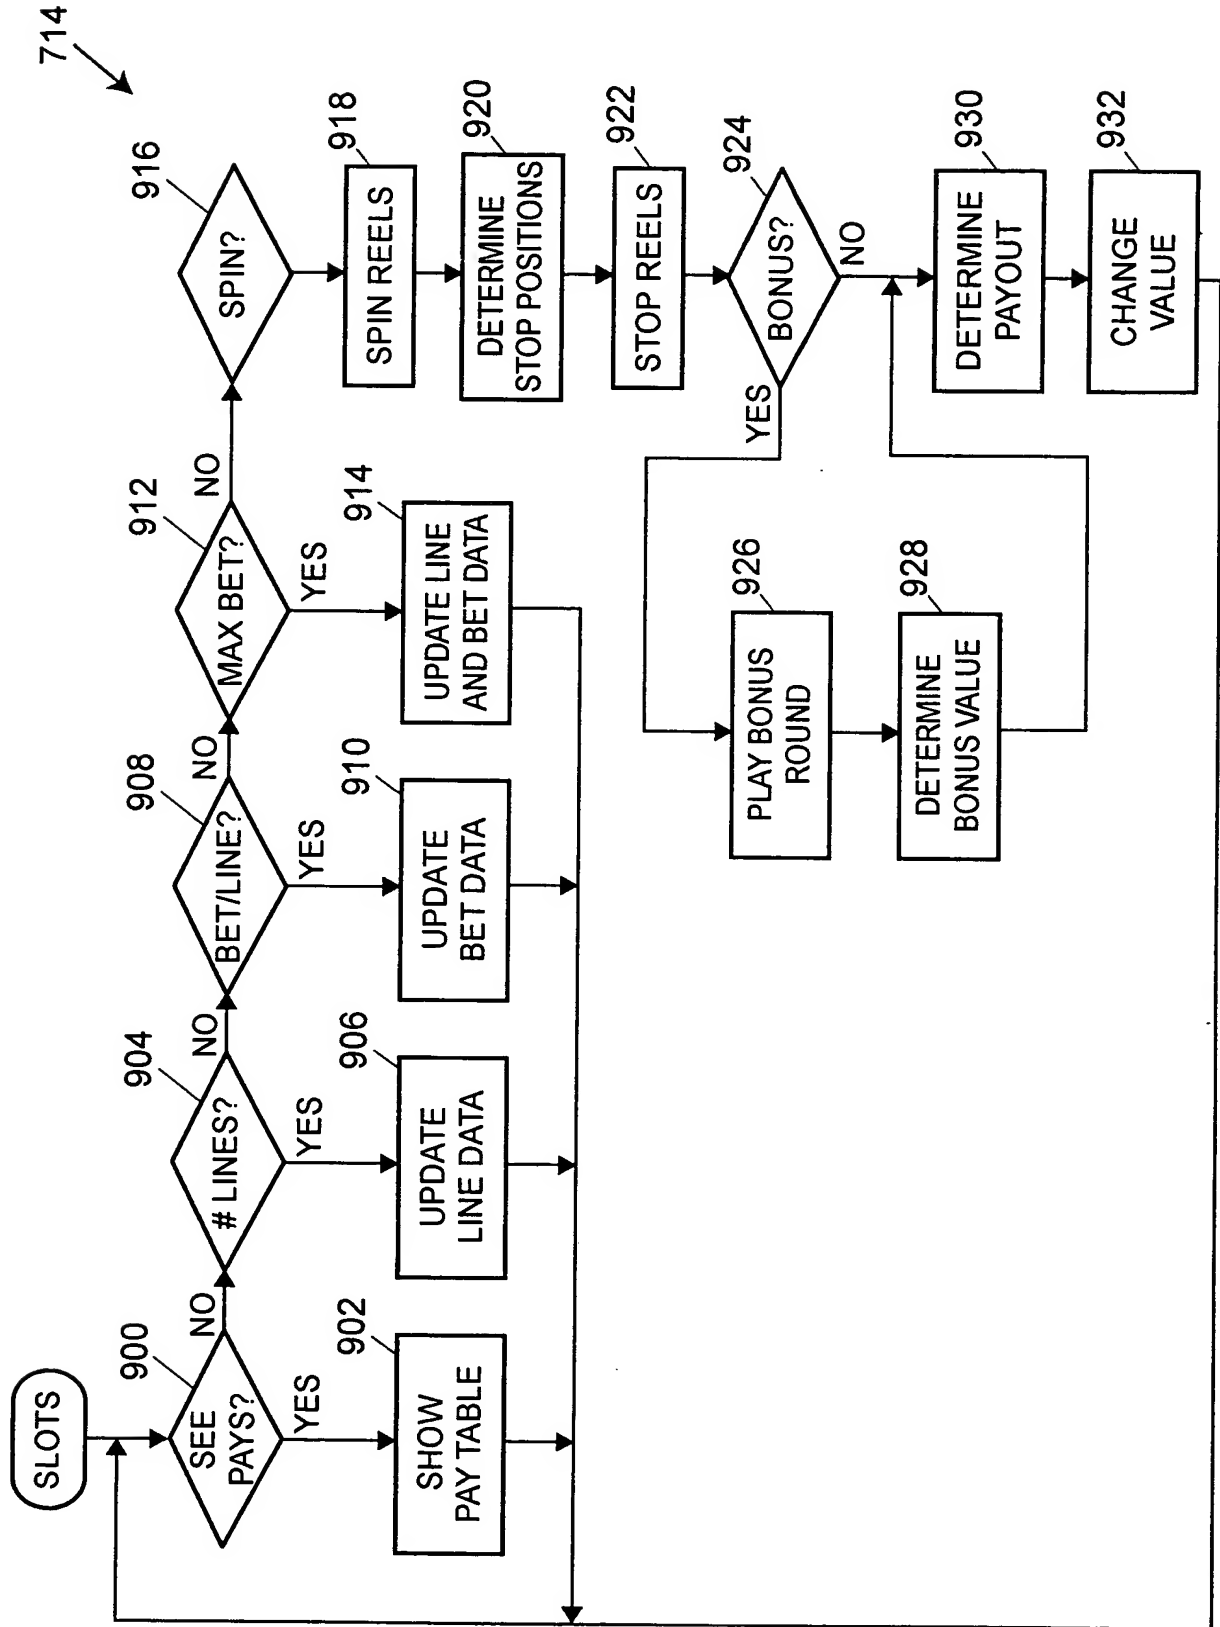 714
SLOTS
900
SEE
PAYS?
NO
YES
902
SHOW
PAY TABLE
904
# LINES?
NO
YES
906
UPDATE
LINE DATA
908
BET/LINE?
NO
YES
910
UPDATE
BET DATA
912
MAX BET?
NO
YES
914
UPDATE LINE
AND BET DATA
916
SPIN?
918
SPIN REELS
920
DETERMINE
STOP POSITIONS
922
STOP REELS
924
BONUS?
YES
NO
926
PLAY BONUS
ROUND
928
DETERMINE
BONUS VALUE
930
DETERMINE
PAYOUT
932
CHANGE
VALUE